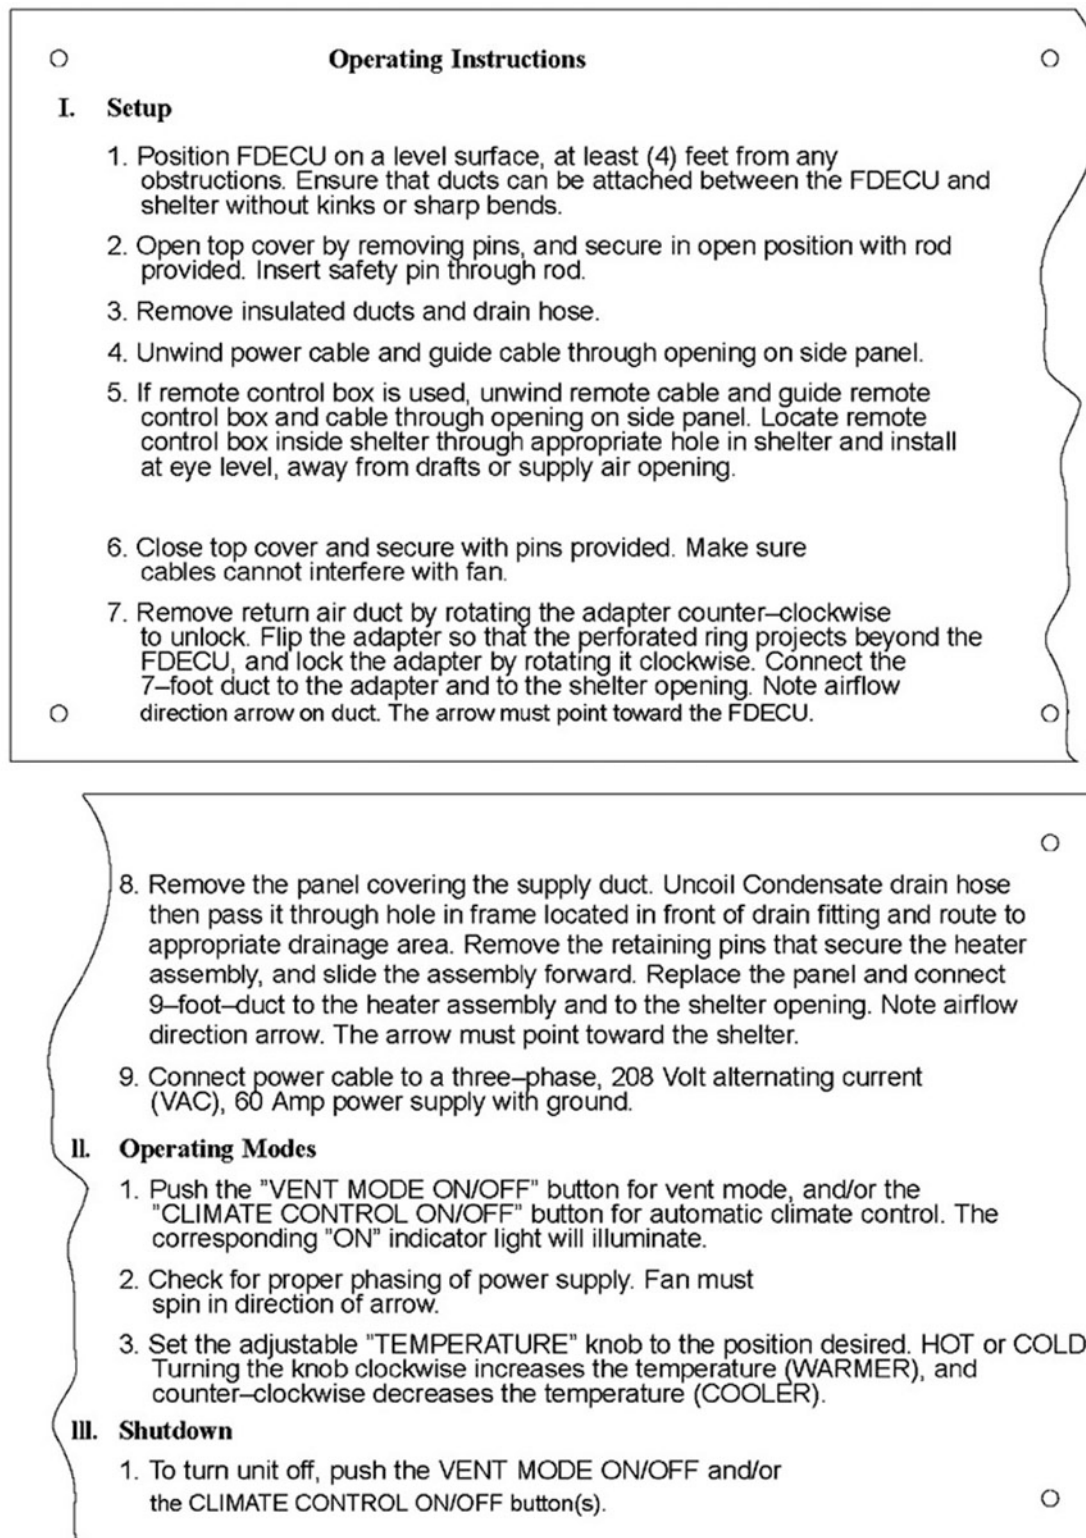 Operating Instructions
I. Setup
1. Position FDECU on a level surface, at least (4) feet from any
obstructions. Ensure that ducts can be attached between the FDECU and
shelter without kinks or sharp bends.
2. Open top cover by removing pins, and secure in open position with rod
provided. Insert safety pin through rod.
3. Remove insulated ducts and drain hose.
4. Unwind power cable and guide cable through opening on side panel.
5. If remote control box is used, unwind remote cable and guide remote
control box and cable through opening on side panel. Locate remote
control box inside shelter through appropriate hole in shelter and install
at eye level, away from drafts or supply air opening.
6. Close top cover and secure with pins provided. Make sure
cables cannot interfere with fan.
7. Remove return air duct by rotating the adapter counter–clockwise
to unlock. Flip the adapter so that the perforated ring projects beyond the
FDECU, and lock the adapter by rotating it clockwise. Connect the
7–foot duct to the adapter and to the shelter opening. Note airflow
direction arrow on duct. The arrow must point toward the FDECU.
8. Remove the panel covering the supply duct. Uncoil Condensate drain hose
then pass it through hole in frame located in front of drain fitting and route to
appropriate drainage area. Remove the retaining pins that secure the heater
assembly, and slide the assembly forward. Replace the panel and connect
9–foot–duct to the heater assembly and to the shelter opening. Note airflow
direction arrow. The arrow must point toward the shelter.
9. Connect power cable to a three–phase, 208 Volt alternating current
(VAC), 60 Amp power supply with ground.
II. Operating Modes
1. Push the "VENT MODE ON/OFF" button for vent mode, and/or the
"CLIMATE CONTROL ON/OFF" button for automatic climate control. The
corresponding "ON" indicator light will illuminate.
2. Check for proper phasing of power supply. Fan must
spin in direction of arrow.
3. Set the adjustable "TEMPERATURE" knob to the position desired. HOT or COLD
Turning the knob clockwise increases the temperature (WARMER), and
counter–clockwise decreases the temperature (COOLER).
III. Shutdown
1. To turn unit off, push the VENT MODE ON/OFF and/or
the CLIMATE CONTROL ON/OFF button(s).